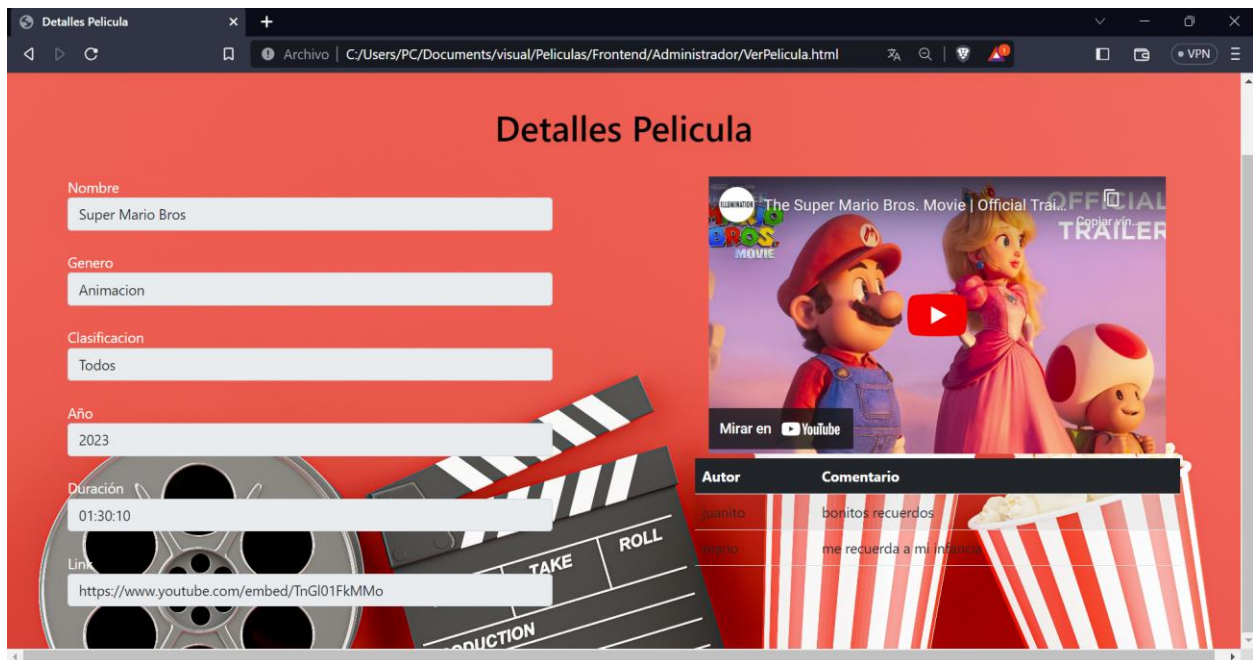 Detalles Pelicula
Archivo | C:/Users/PC/Documents/visual/Peliculas/Frontend/Administrador/VerPelicula.html
VPN
Detalles Pelicula
Nombre
Super Mario Bros
Genero
Animacion
Clasificacion
Todos
Año
2023
Duración
01:30:10
Link
https://www.youtube.com/embed/TnGl01FkMMo
ILLUMINATION
The Super Mario Bros. Movie | Official Trai...
Copiar vín...
OFFICIAL
TRAILER
MARIO
BROS.
MOVIE
Mirar en YouTube
Autor Comentario
juanito bonitos recuerdos
mario me recuerda a mi infancia
ROLL
TAKE